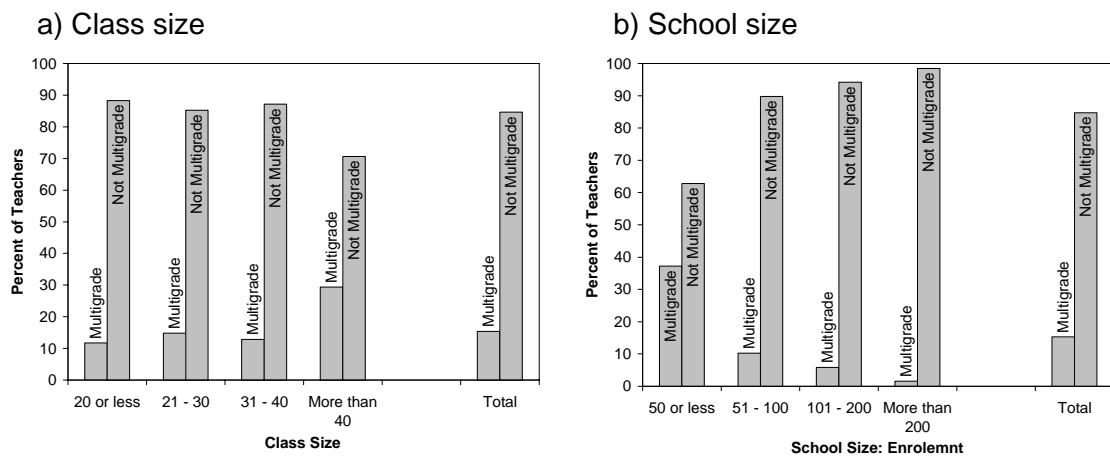 a) Class size
100
90
80
70
60
50
40
30
20
10
0
Percent of Teachers
Multigrade
Not Multigrade
Multigrade
Not Multigrade
Multigrade
Not Multigrade
Multigrade
Not Multigrade
Multigrade
Not Multigrade
20 or less
21 - 30
31 - 40
More than
40
Total
Class Size
b) School size
100
90
80
70
60
50
40
30
20
10
0
Percent of Teachers
Multigrade
Not Multigrade
Multigrade
Not Multigrade
Multigrade
Not Multigrade
Multigrade
Not Multigrade
Multigrade
Not Multigrade
50 or less
51 - 100
101 - 200
More than
200
Total
School Size: Enrolemnt